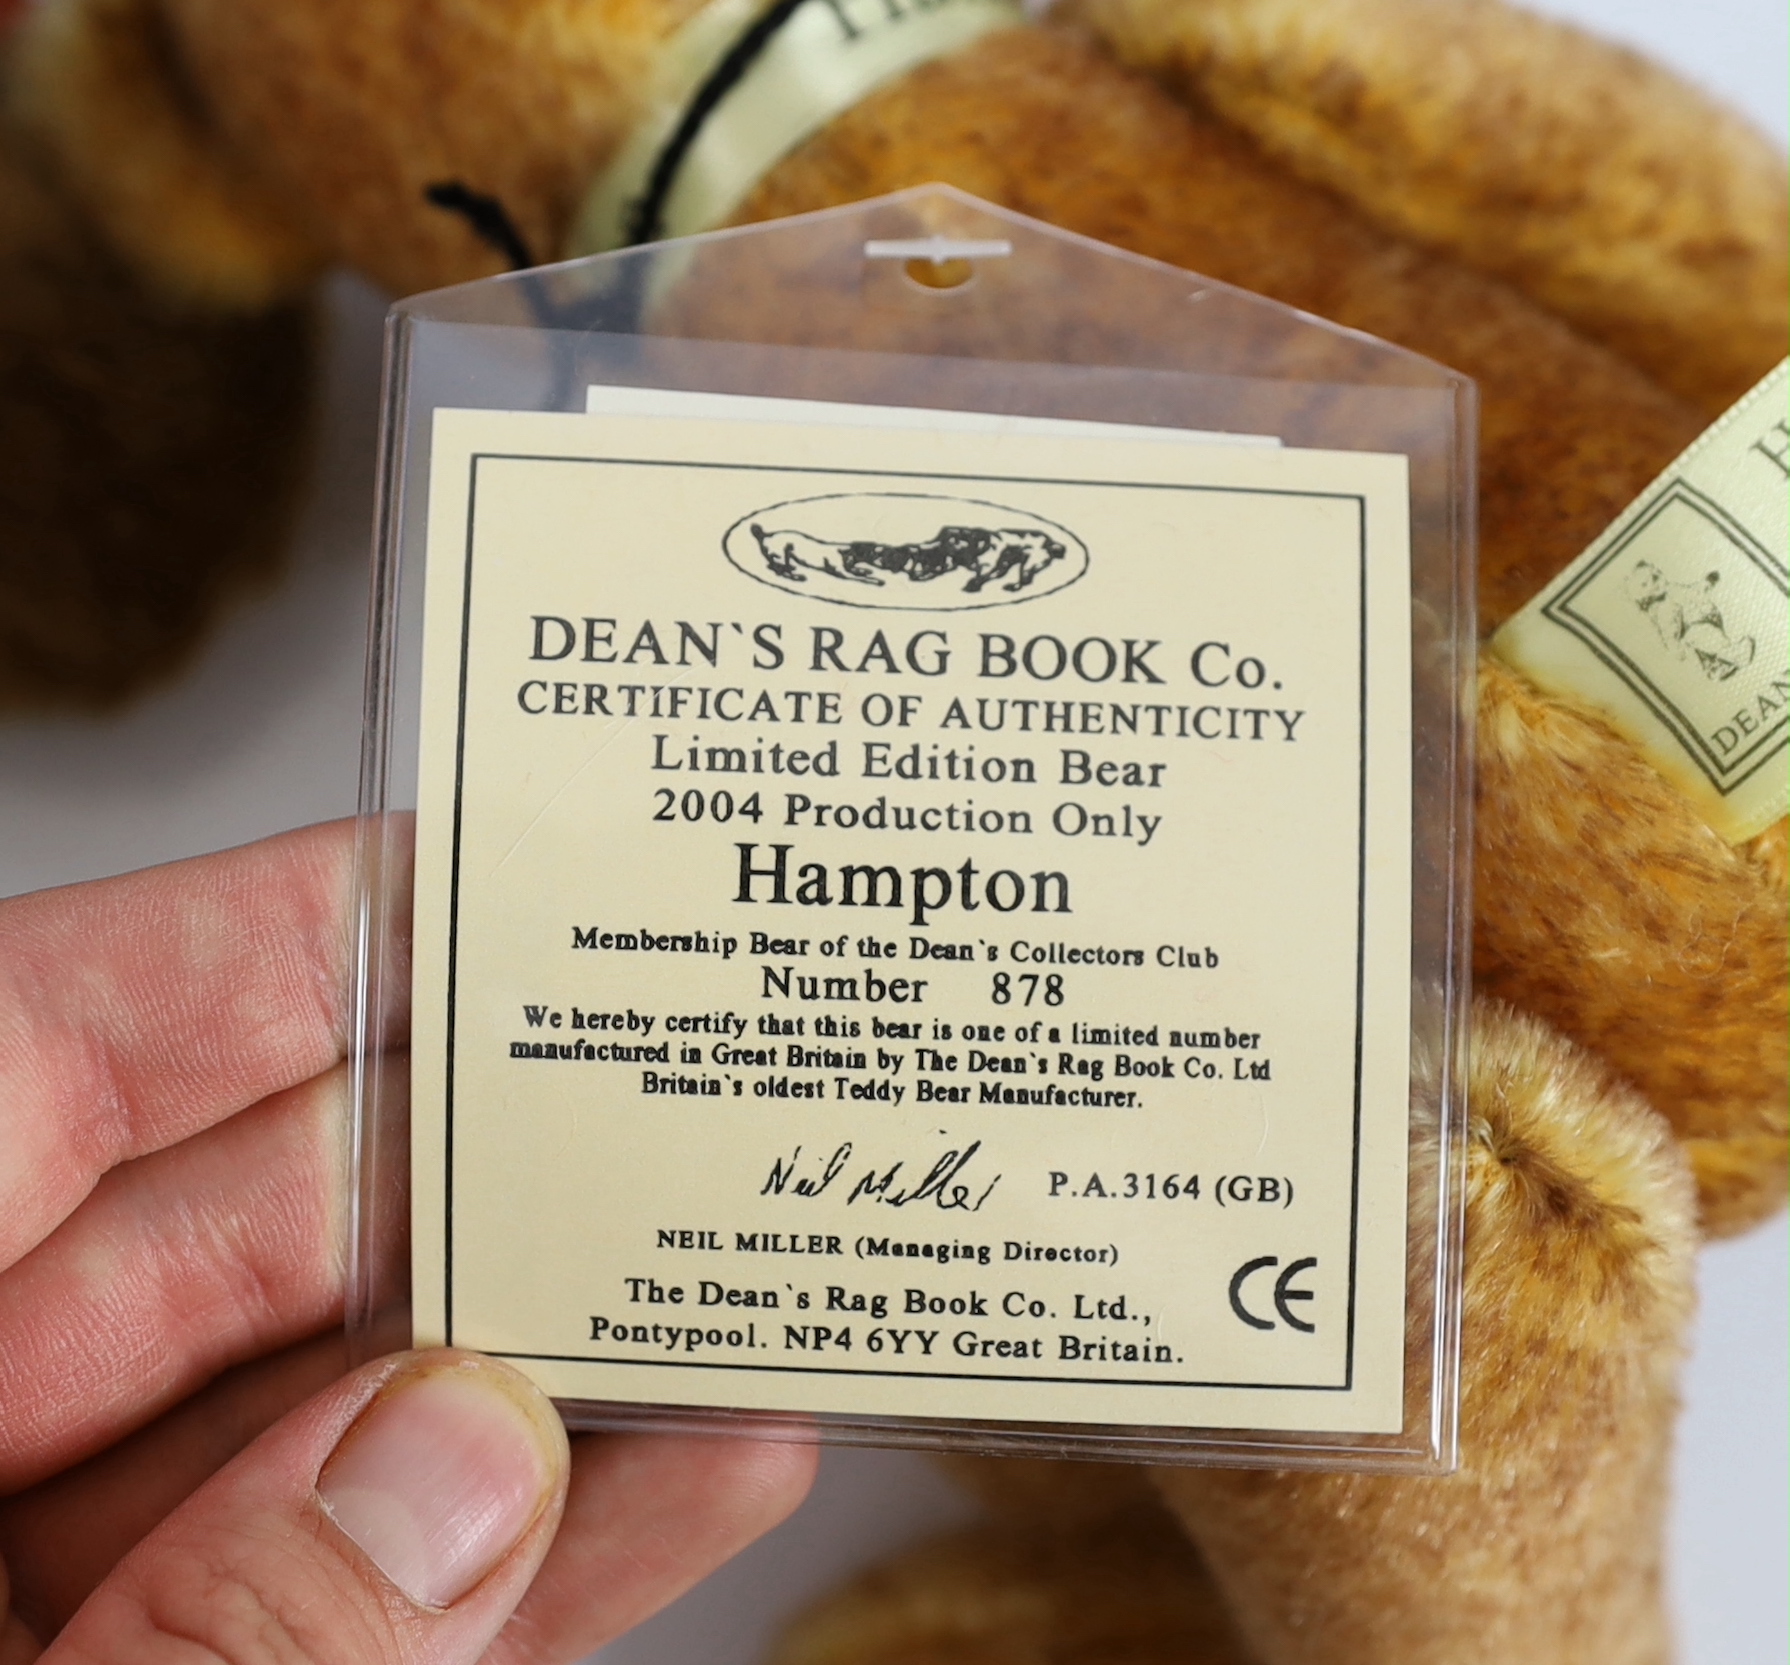 DEAN`S RAG BOOK Co.
CERTIFICATE OF AUTHENTICITY
Limited Edition Bear
2004 Production Only
Hampton
Membership Bear of the Dean`s Collectors Club
Number 878
We hereby certify that this bear is one of a limited number
manufactured in Great Britain by The Dean`s Rag Book Co. Ltd
Britain`s oldest Teddy Bear Manufacturer.
Neil Miller P.A.3164 (GB)
NEIL MILLER (Managing Director)
CE
The Dean`s Rag Book Co. Ltd.,
Pontypool. NP4 6YY Great Britain.
DEAN